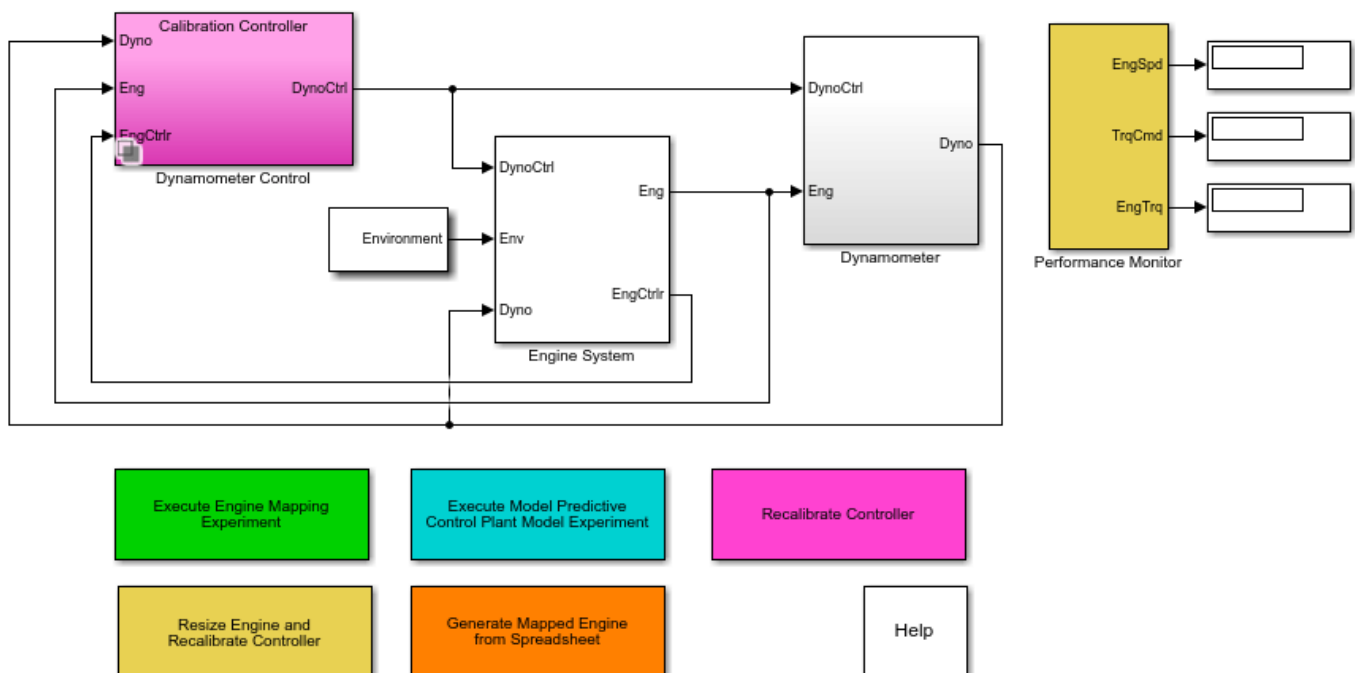 Calibration Controller
Dyno
Eng
DynoCtrl
EngCtrlr
Dynamometer Control
DynoCtrl
Eng
Environment
Env
EngCtrlr
Dyno
Engine System
DynoCtrl
Dyno
Eng
Dynamometer
EngSpd
TrqCmd
EngTrq
Performance Monitor
Execute Engine Mapping
Experiment
Execute Model Predictive
Control Plant Model Experiment
Recalibrate Controller
Resize Engine and
Recalibrate Controller
Generate Mapped Engine
from Spreadsheet
Help